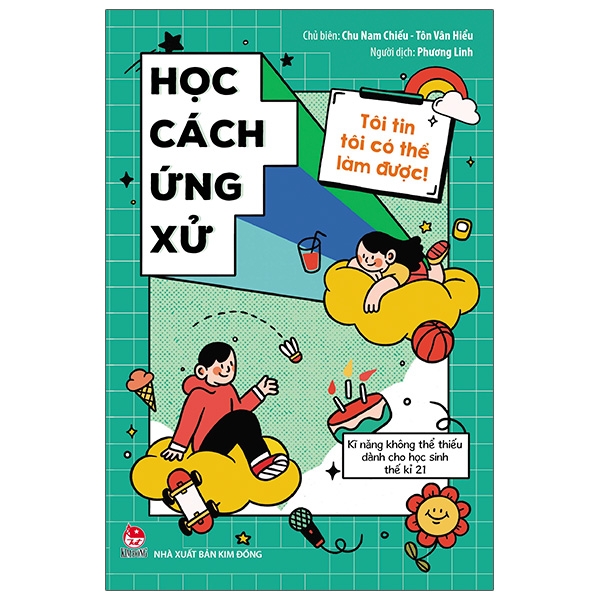 Chủ biên: Chu Nam Chiếu - Tôn Vân Hiểu
Người dịch: Phương Linh
HỌC
CÁCH
ỨNG
XỬ
Tôi tin
tôi có thể
làm được!
Kĩ năng không thể thiếu
dành cho học sinh
thế kỉ 21
KIM ĐỒNG
NHÀ XUẤT BẢN KIM ĐỒNG